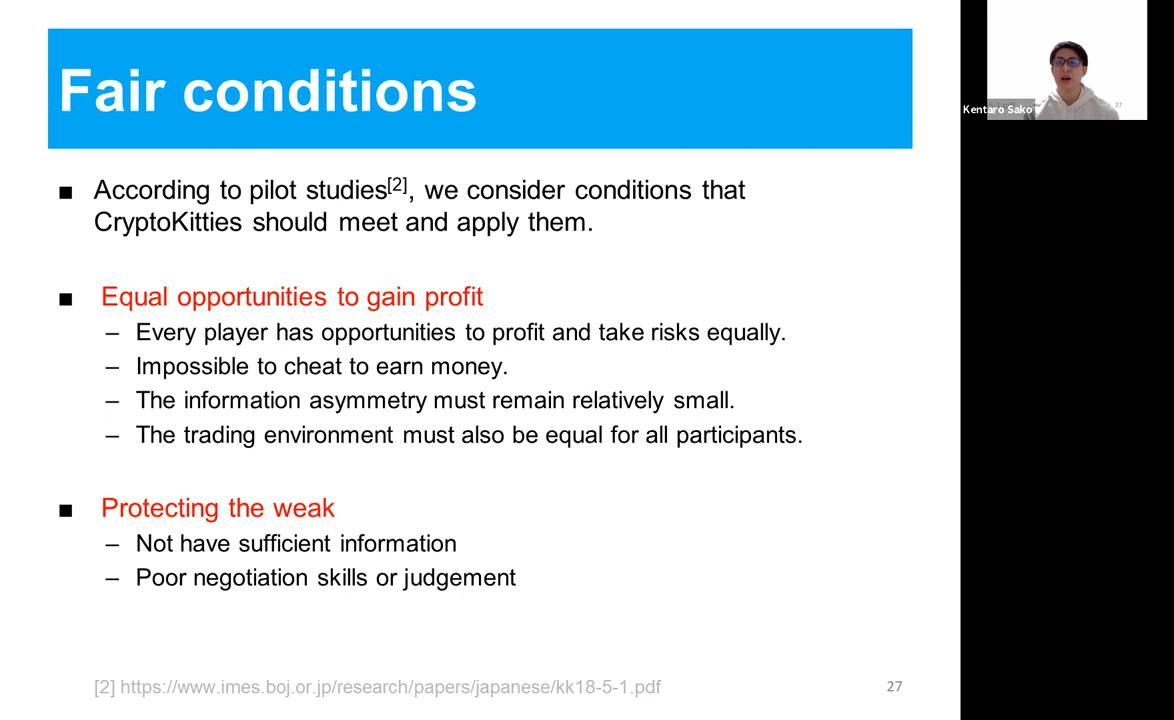 Fair conditions
■ According to pilot studies[2], we consider conditions that
CryptoKitties should meet and apply them.
■ Equal opportunities to gain profit
– Every player has opportunities to profit and take risks equally.
– Impossible to cheat to earn money.
– The information asymmetry must remain relatively small.
– The trading environment must also be equal for all participants.
■ Protecting the weak
– Not have sufficient information
– Poor negotiation skills or judgement
[2] https://www.imes.boj.or.jp/research/papers/japanese/kk18-5-1.pdf
27
Kentaro Sako
27